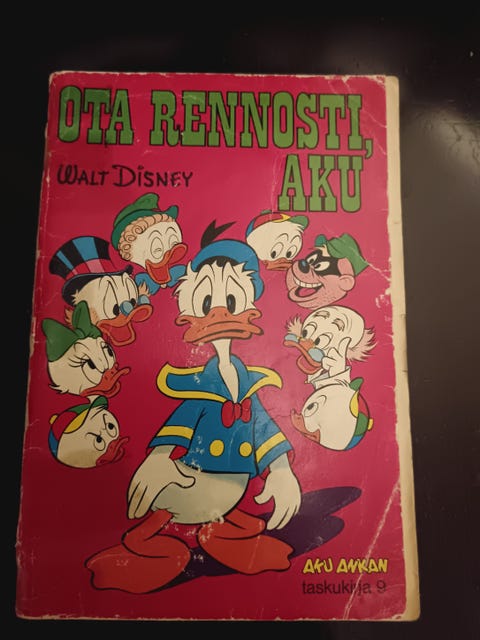 OTA RENNOSTI,
AKU
WALT DISNEY
AKU ANKAN
taskukirja 9